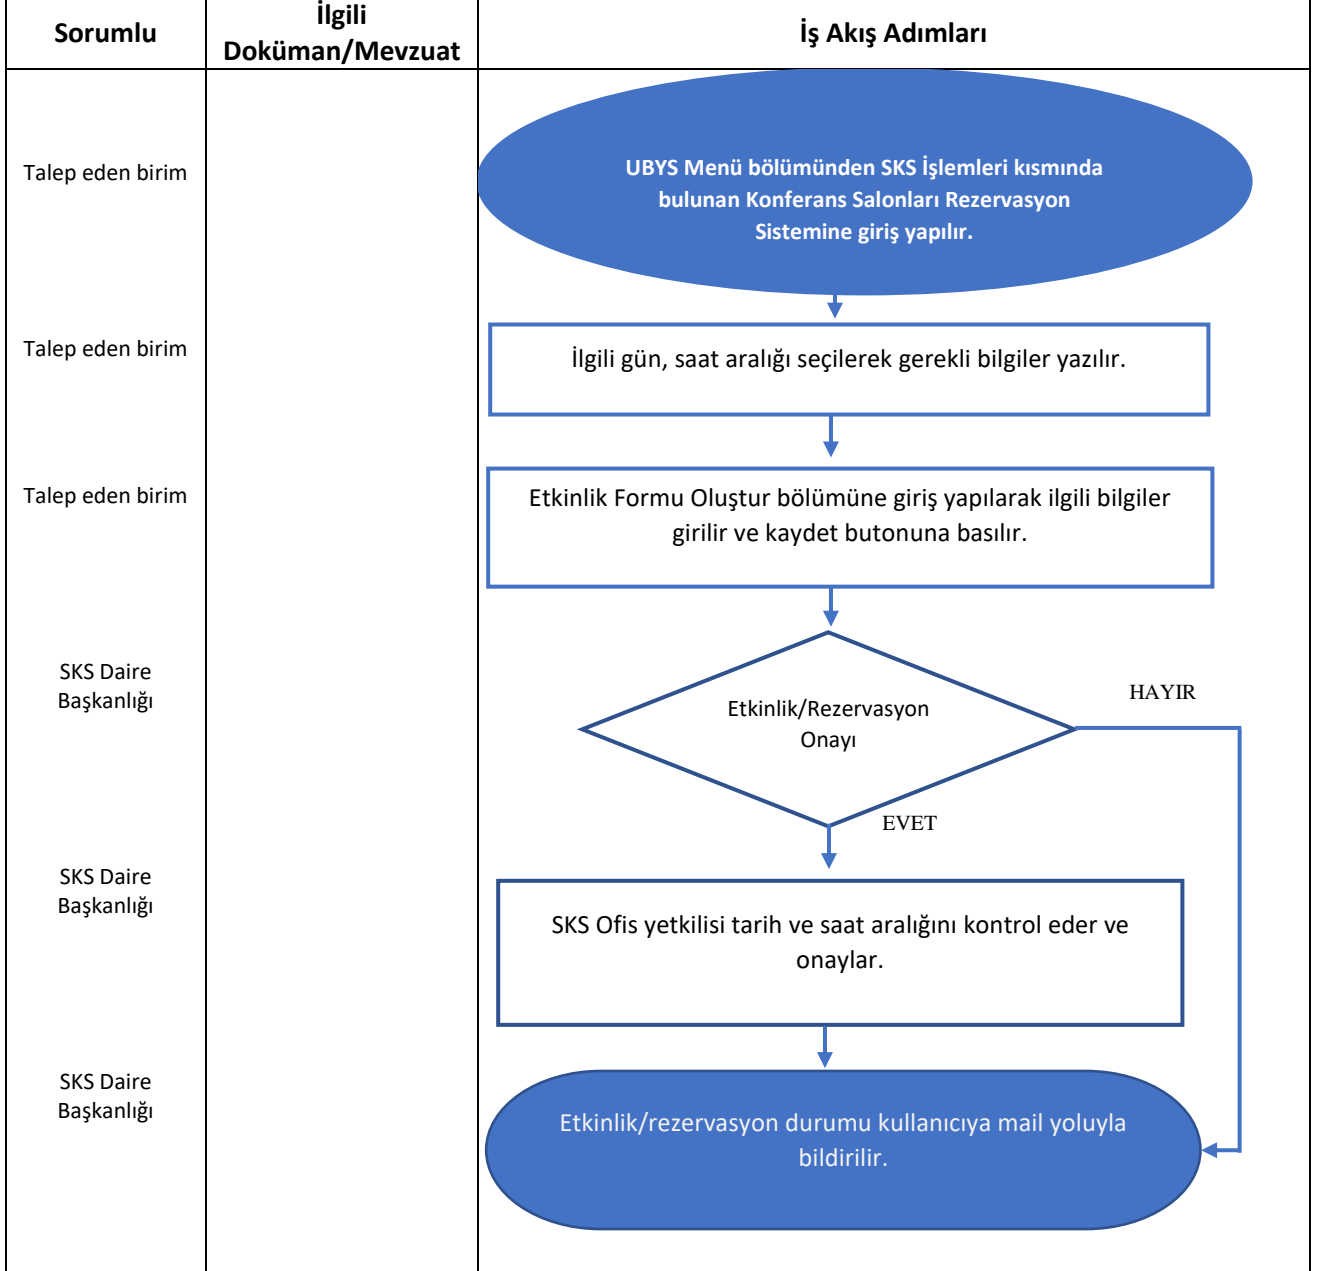 Sorumlu
İlgili
Doküman/Mevzuat
İş Akış Adımları
Talep eden birim
UBYS Menü bölümünden SKS İşlemleri kısmında
bulunan Konferans Salonları Rezervasyon
Sistemine giriş yapılır.
Talep eden birim
İlgili gün, saat aralığı seçilerek gerekli bilgiler yazılır.
Talep eden birim
Etkinlik Formu Oluştur bölümüne giriş yapılarak ilgili bilgiler
girilir ve kaydet butonuna basılır.
SKS Daire
Başkanlığı
Etkinlik/Rezervasyon
Onayı
HAYIR
EVET
SKS Daire
Başkanlığı
SKS Ofis yetkilisi tarih ve saat aralığını kontrol eder ve
onaylar.
SKS Daire
Başkanlığı
Etkinlik/rezervasyon durumu kullanıcıya mail yoluyla
bildirilir.